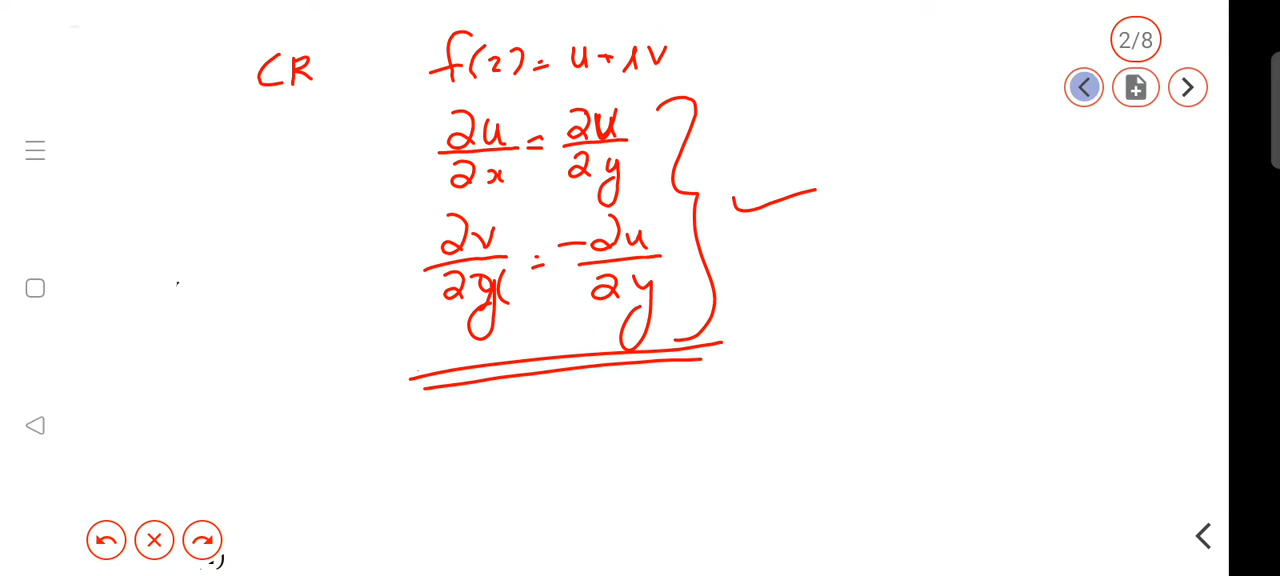 2/8
CR f(z) = u + iv
∂u/∂x = ∂v/∂y
∂v/∂x = -∂u/∂y